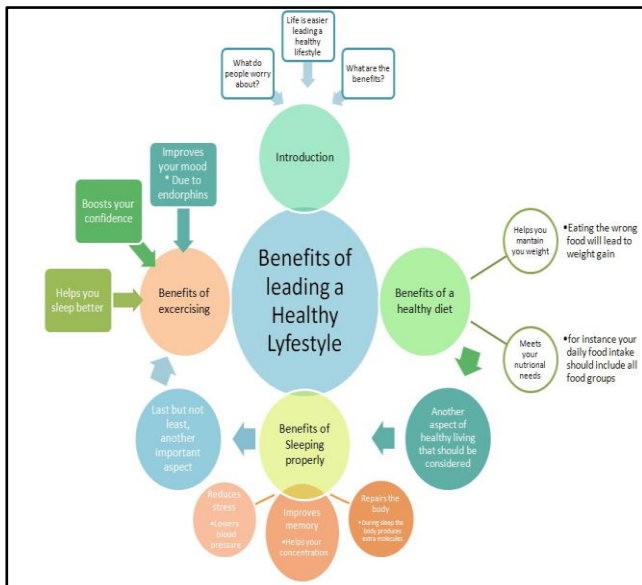 Life is easier
leading a
healthy
lifestyle
What do
people worry
about?
What are the
benefits?
Introduction
Improves
your mood
* Due to
endorphins
Boosts your
confidence
Helps you
sleep better
Benefits of
excercising
Benefits of
leading a
Healthy
Lyfestyle
Benefits of a
healthy diet
Helps you
mantain
you weight
•Eating the wrong
food will lead to
weight gain
Meets
your
nutrional
needs
•for instance your
daily food intake
should include all
food groups
Another
aspect of
healthy living
that should be
considered
Benefits of
Sleeping
properly
Last but not
least,
another
important
aspect
Reduces
stress
•Lowers
blood
pressure
Improves
memory
•Helps your
concentration
Repairs the
body
•During sleep the
body produces
extra molecules